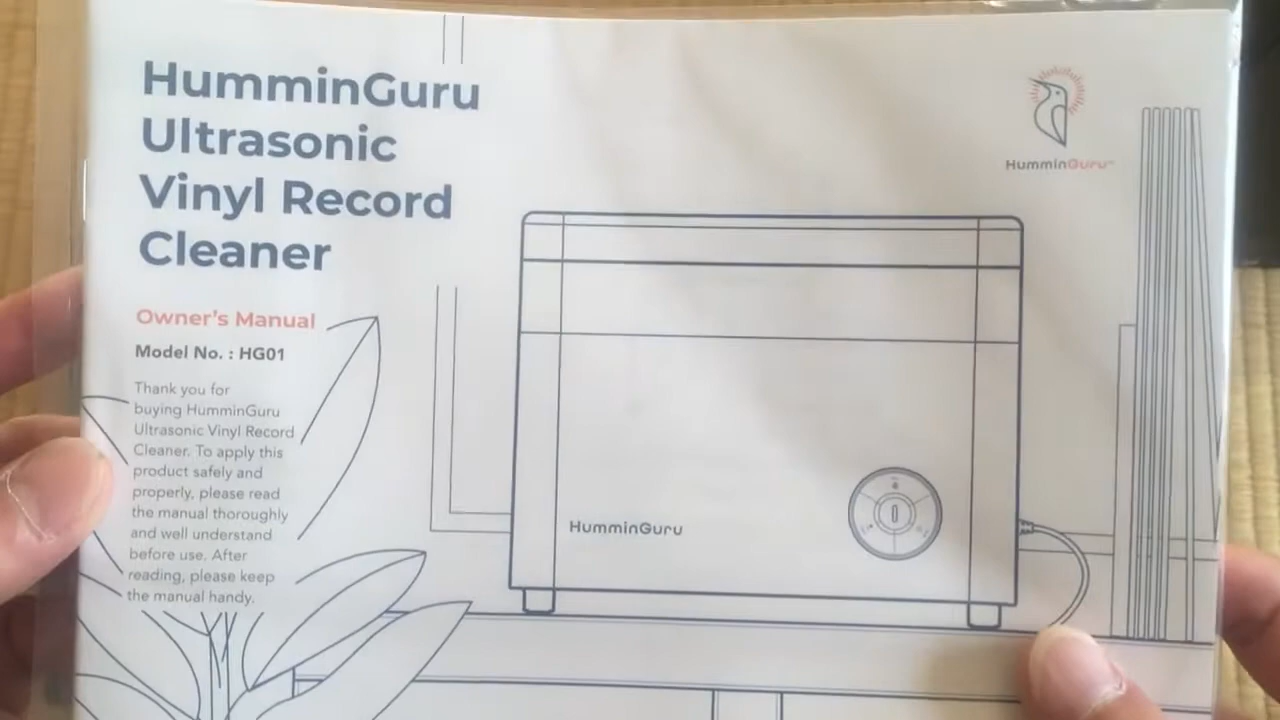 HumminGuru
Ultrasonic
Vinyl Record
Cleaner
HumminGuru™
Owner's Manual
Model No. : HG01
Thank you for
buying HumminGuru
Ultrasonic Vinyl Record
Cleaner. To apply this
product safely and
properly, please read
the manual thoroughly
and well understand
before use. After
reading, please keep
the manual handy.
HumminGuru